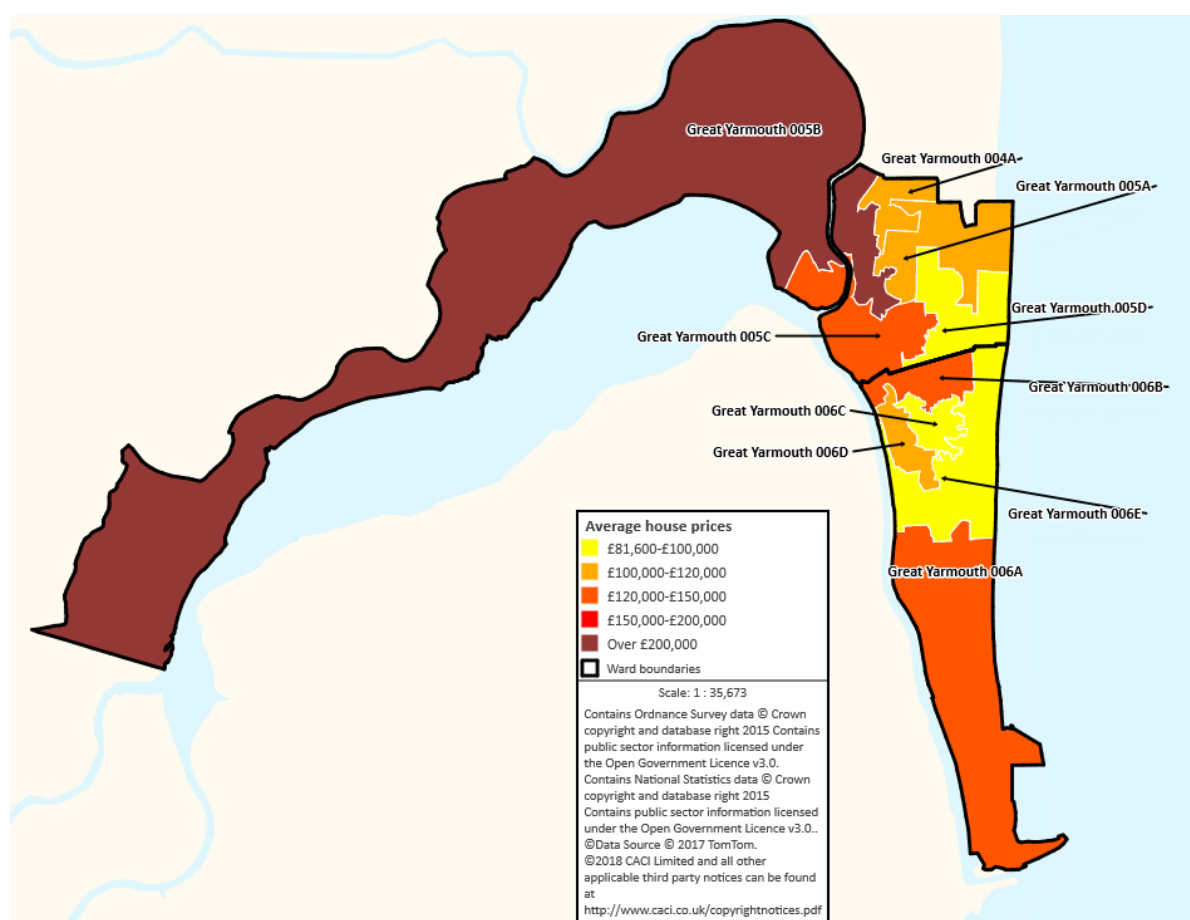 Great Yarmouth 005B
Great Yarmouth 004A
Great Yarmouth 005A
Great Yarmouth 005D
Great Yarmouth 005C
Great Yarmouth 006B
Great Yarmouth 006C
Great Yarmouth 006D
Great Yarmouth 006E
Great Yarmouth 006A
Average house prices
£81,600-£100,000
£100,000-£120,000
£120,000-£150,000
£150,000-£200,000
Over £200,000
Ward boundaries
Scale: 1 : 35,673
Contains Ordnance Survey data © Crown
copyright and database right 2015 Contains
public sector information licensed under
the Open Government Licence v3.0.
Contains National Statistics data © Crown
copyright and database right 2015
Contains public sector information licensed
under the Open Government Licence v3.0..
©Data Source © 2017 TomTom.
©2018 CACI Limited and all other
applicable third party notices can be found
at
http://www.caci.co.uk/copyrightnotices.pdf